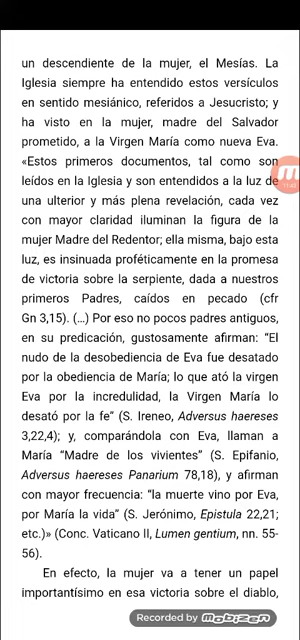 un descendiente de la mujer, el Mesías. La
Iglesia siempre ha entendido estos versículos
en sentido mesiánico, referidos a Jesucristo; y
ha visto en la mujer, madre del Salvador
prometido, a la Virgen María como nueva Eva.
«Estos primeros documentos, tal como son
leídos en la Iglesia y son entendidos a la luz de
una ulterior y más plena revelación, cada vez
con mayor claridad iluminan la figura de la
mujer Madre del Redentor; ella misma, bajo esta
luz, es insinuada proféticamente en la promesa
de victoria sobre la serpiente, dada a nuestros
primeros Padres, caídos en pecado (cfr
Gn 3,15). (...) Por eso no pocos padres antiguos,
en su predicación, gustosamente afirman: “El
nudo de la desobediencia de Eva fue desatado
por la obediencia de María; lo que ató la virgen
Eva por la incredulidad, la Virgen María lo
desató por la fe” (S. Ireneo, Adversus haereses
3,22,4); y, comparándola con Eva, llaman a
María “Madre de los vivientes” (S. Epifanio,
Adversus haereses Panarium 78,18), y afirman
con mayor frecuencia: “la muerte vino por Eva,
por María la vida” (S. Jerónimo, Epistula 22,21;
etc.)» (Conc. Vaticano II, Lumen gentium, nn. 55-
56).
En efecto, la mujer va a tener un papel
importantísimo en esa victoria sobre el diablo,
Recorded by mobizen